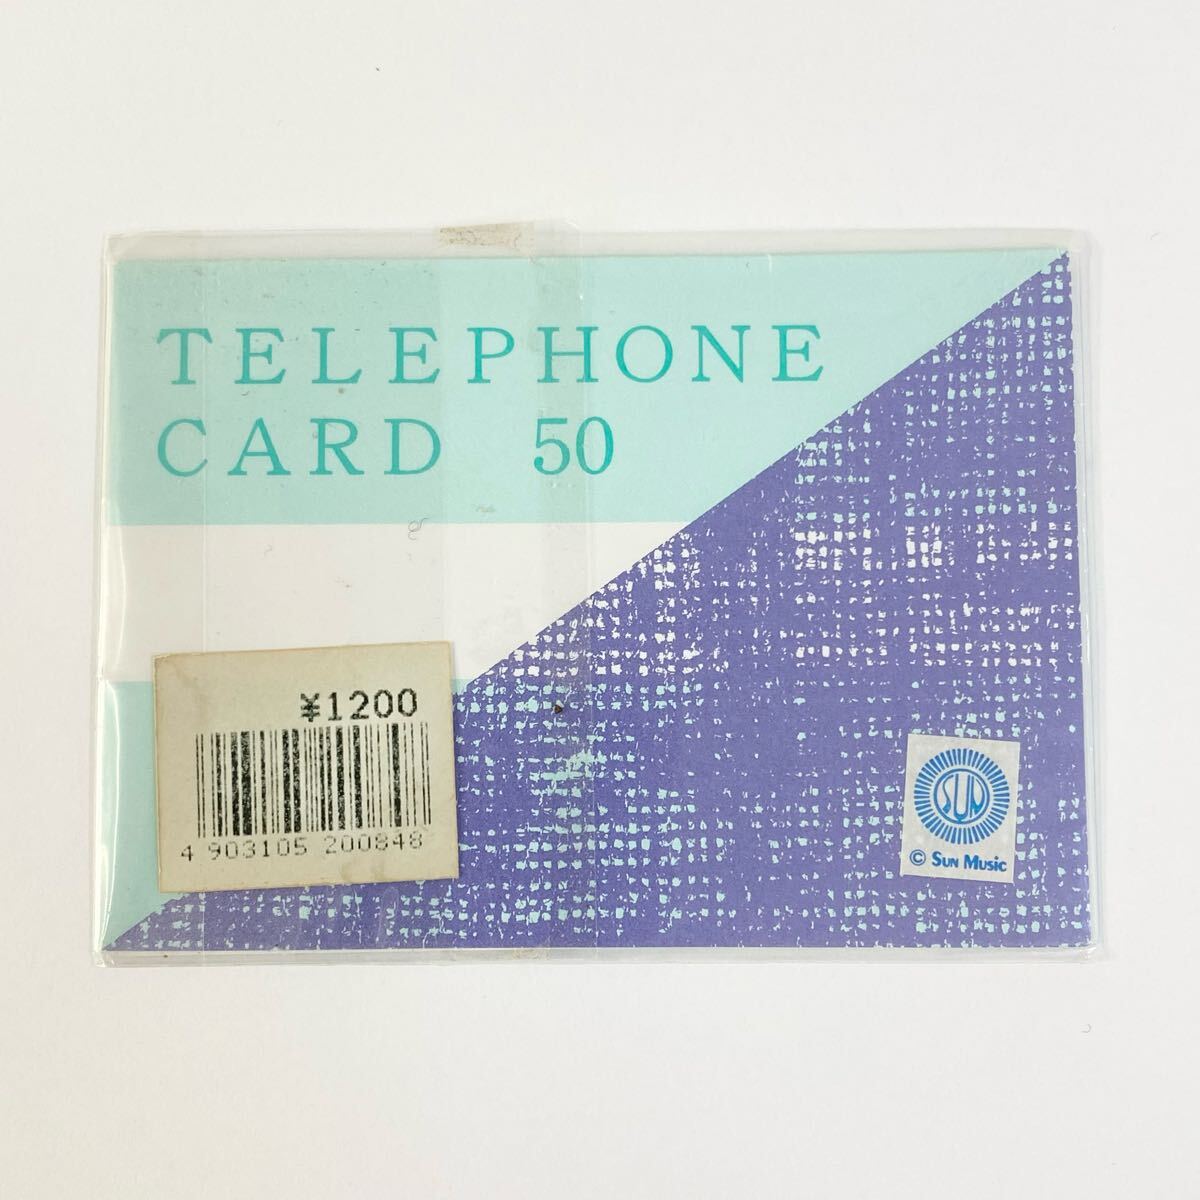 TELEPHONE
CARD 50
¥1200
4 903105 200848
SUN
© SUN MUSIC